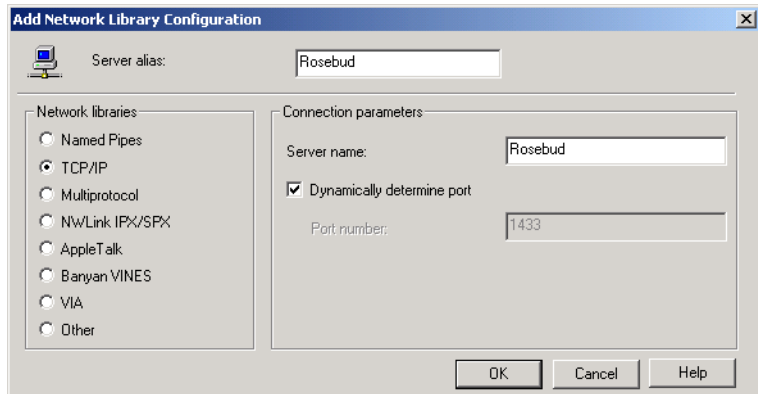 Add Network Library Configuration
Server alias: Rosebud
Network libraries
Named Pipes
TCP/IP
Multiprotocol
NWLink IPX/SPX
AppleTalk
Banyan VINES
VIA
Other
Connection parameters
Server name: Rosebud
Dynamically determine port
Port number: 1433
OK Cancel Help